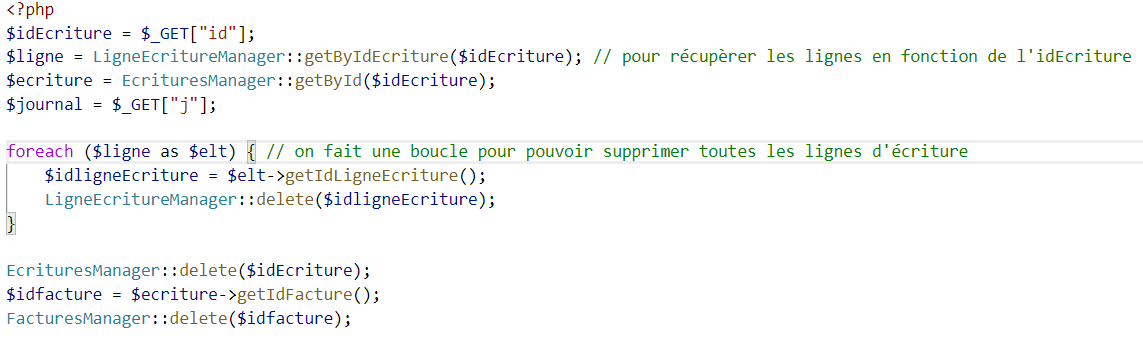 <?php
$idEcriture = $_GET["id"];
$ligne = LigneEcritureManager::getByIdEcriture($idEcriture); // pour récupèrer les lignes en fonction de l'idEcriture
$ecriture = EcrituresManager::getById($idEcriture);
$journal = $_GET["j"];
foreach ($ligne as $elt) { // on fait une boucle pour pouvoir supprimer toutes les lignes d'écriture
    $idligneEcriture = $elt->getIdLigneEcriture();
    LigneEcritureManager::delete($idligneEcriture);
}
EcrituresManager::delete($idEcriture);
$idfacture = $ecriture->getIdFacture();
FacturesManager::delete($idfacture);